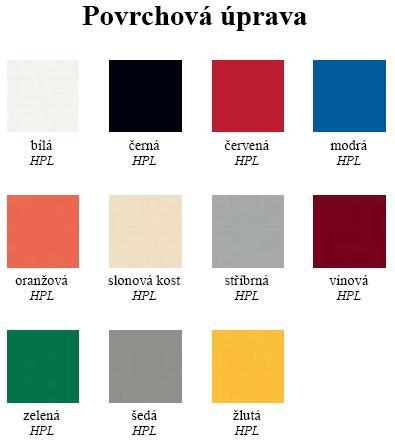 Povrchová úprava
bílá
HPL
černá
HPL
červená
HPL
modrá
HPL
oranžová
HPL
slonová kost
HPL
stříbrná
HPL
vínová
HPL
zelená
HPL
šedá
HPL
žlutá
HPL